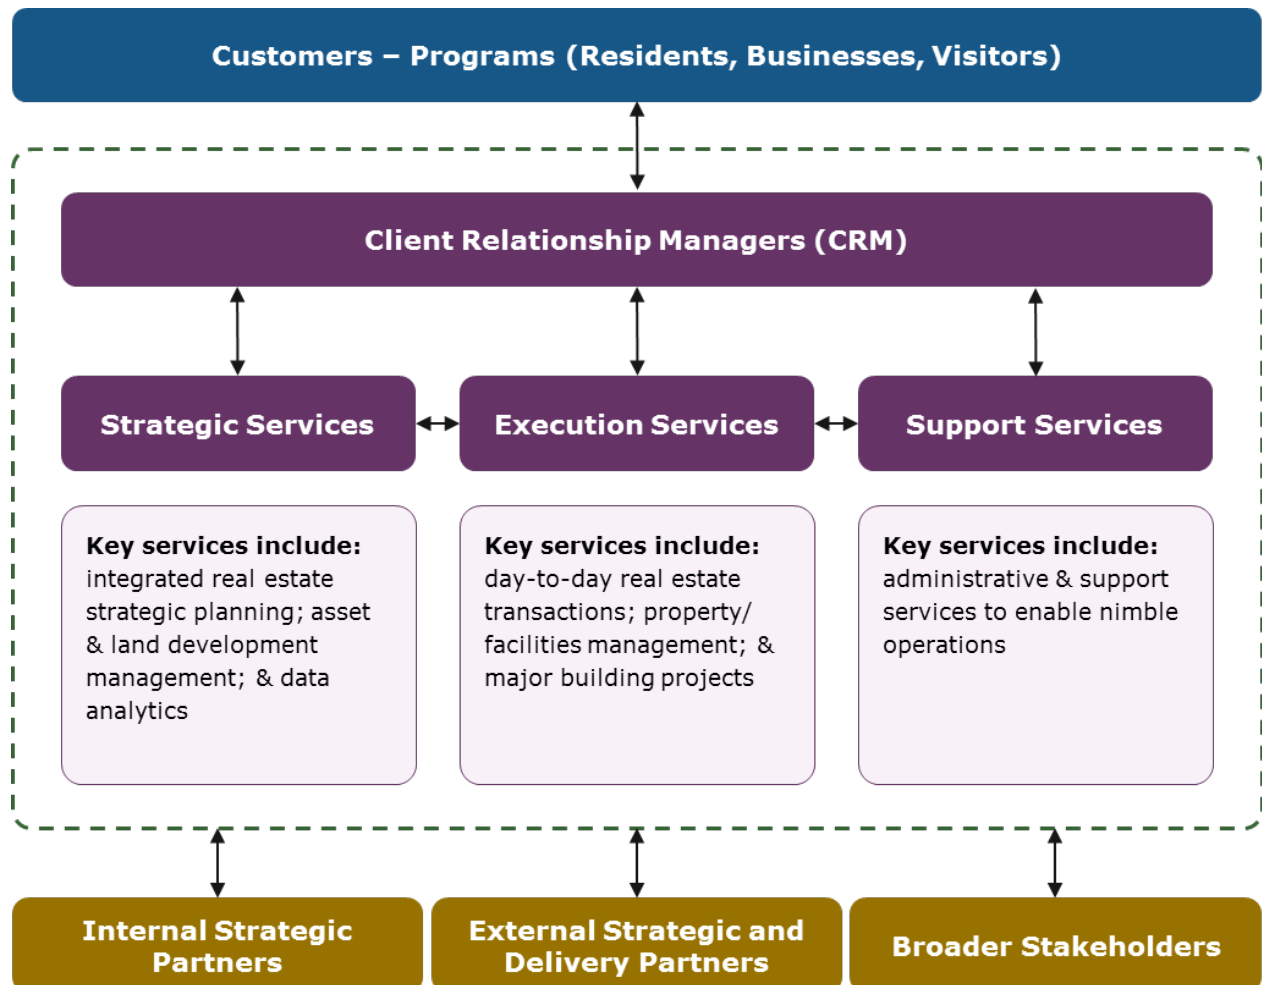 Customers – Programs (Residents, Businesses, Visitors)
Client Relationship Managers (CRM)
Strategic Services
Execution Services
Support Services
Key services include:
integrated real estate
strategic planning; asset
& land development
management; & data
analytics
Key services include:
day-to-day real estate
transactions; property/
facilities management; &
major building projects
Key services include:
administrative & support
services to enable nimble
operations
Internal Strategic
Partners
External Strategic and
Delivery Partners
Broader Stakeholders